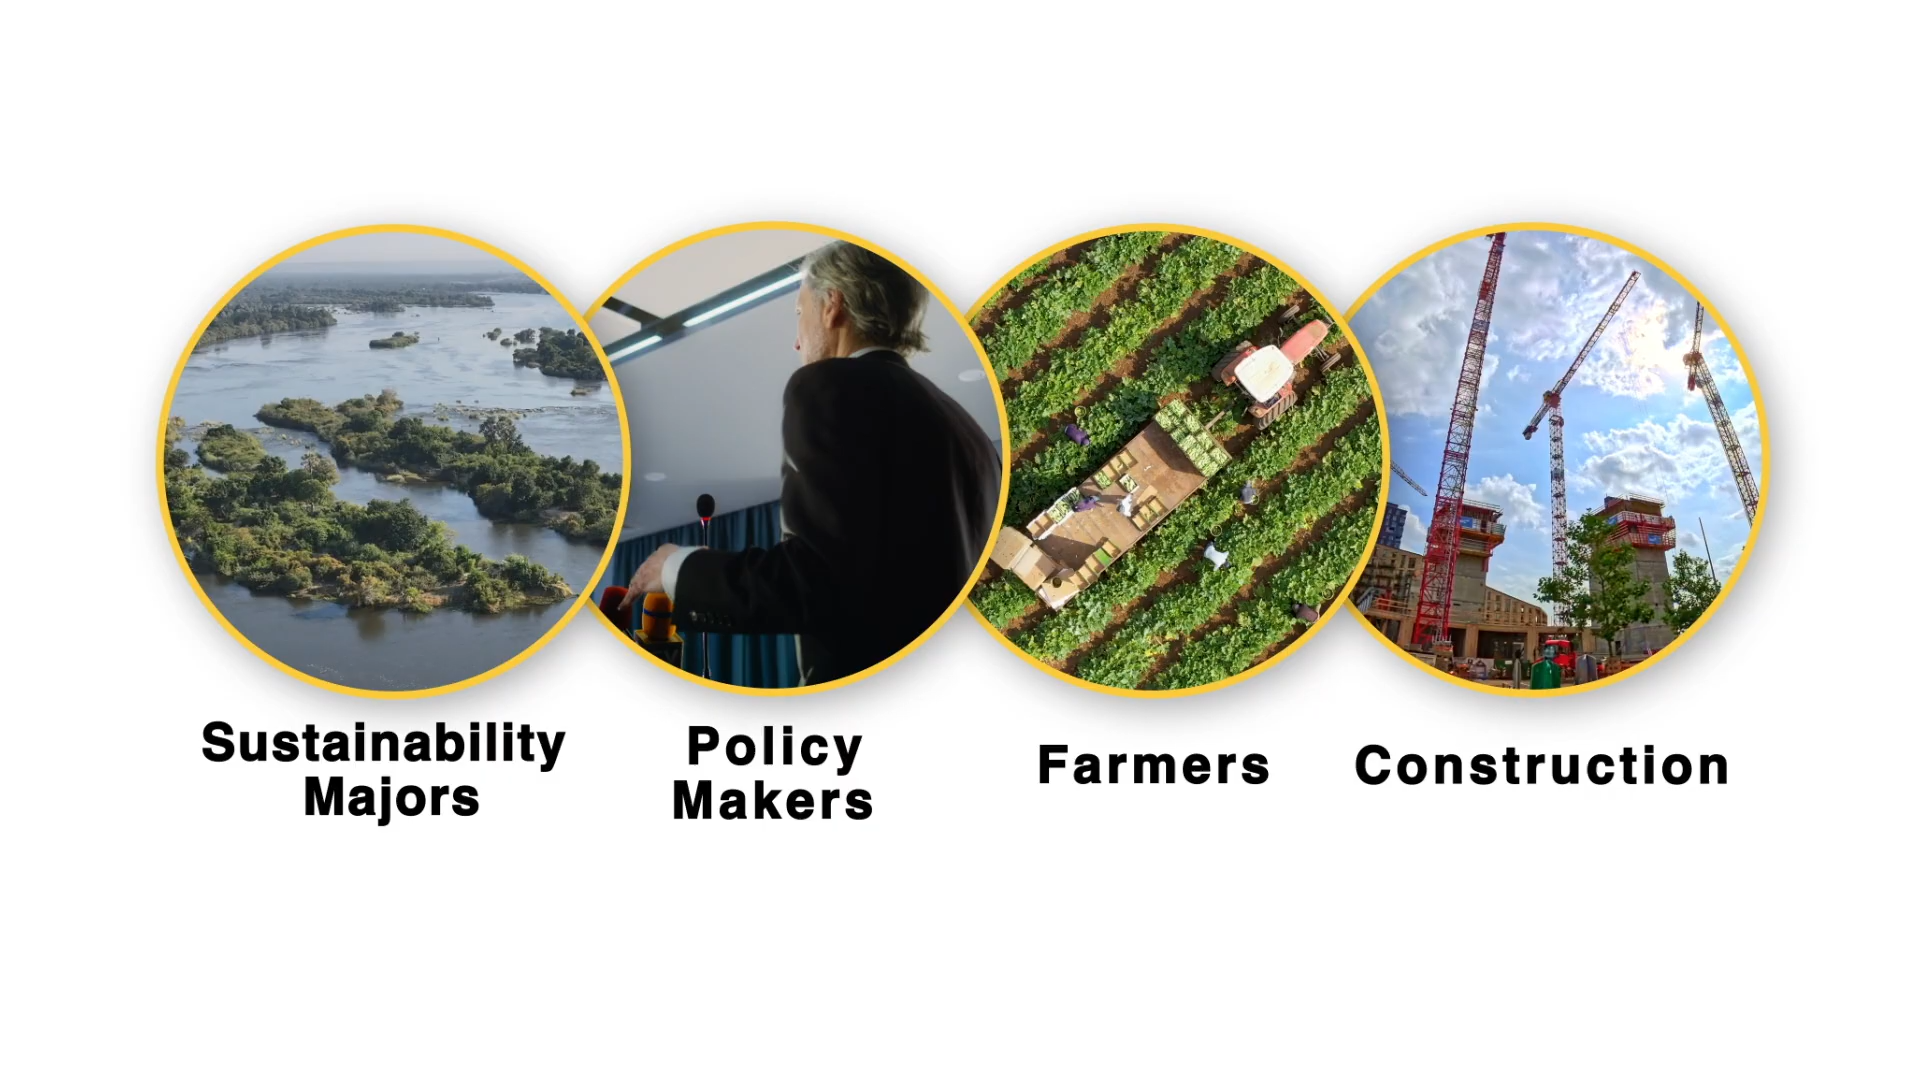 Sustainability
Majors
Policy
Makers
Farmers
Construction